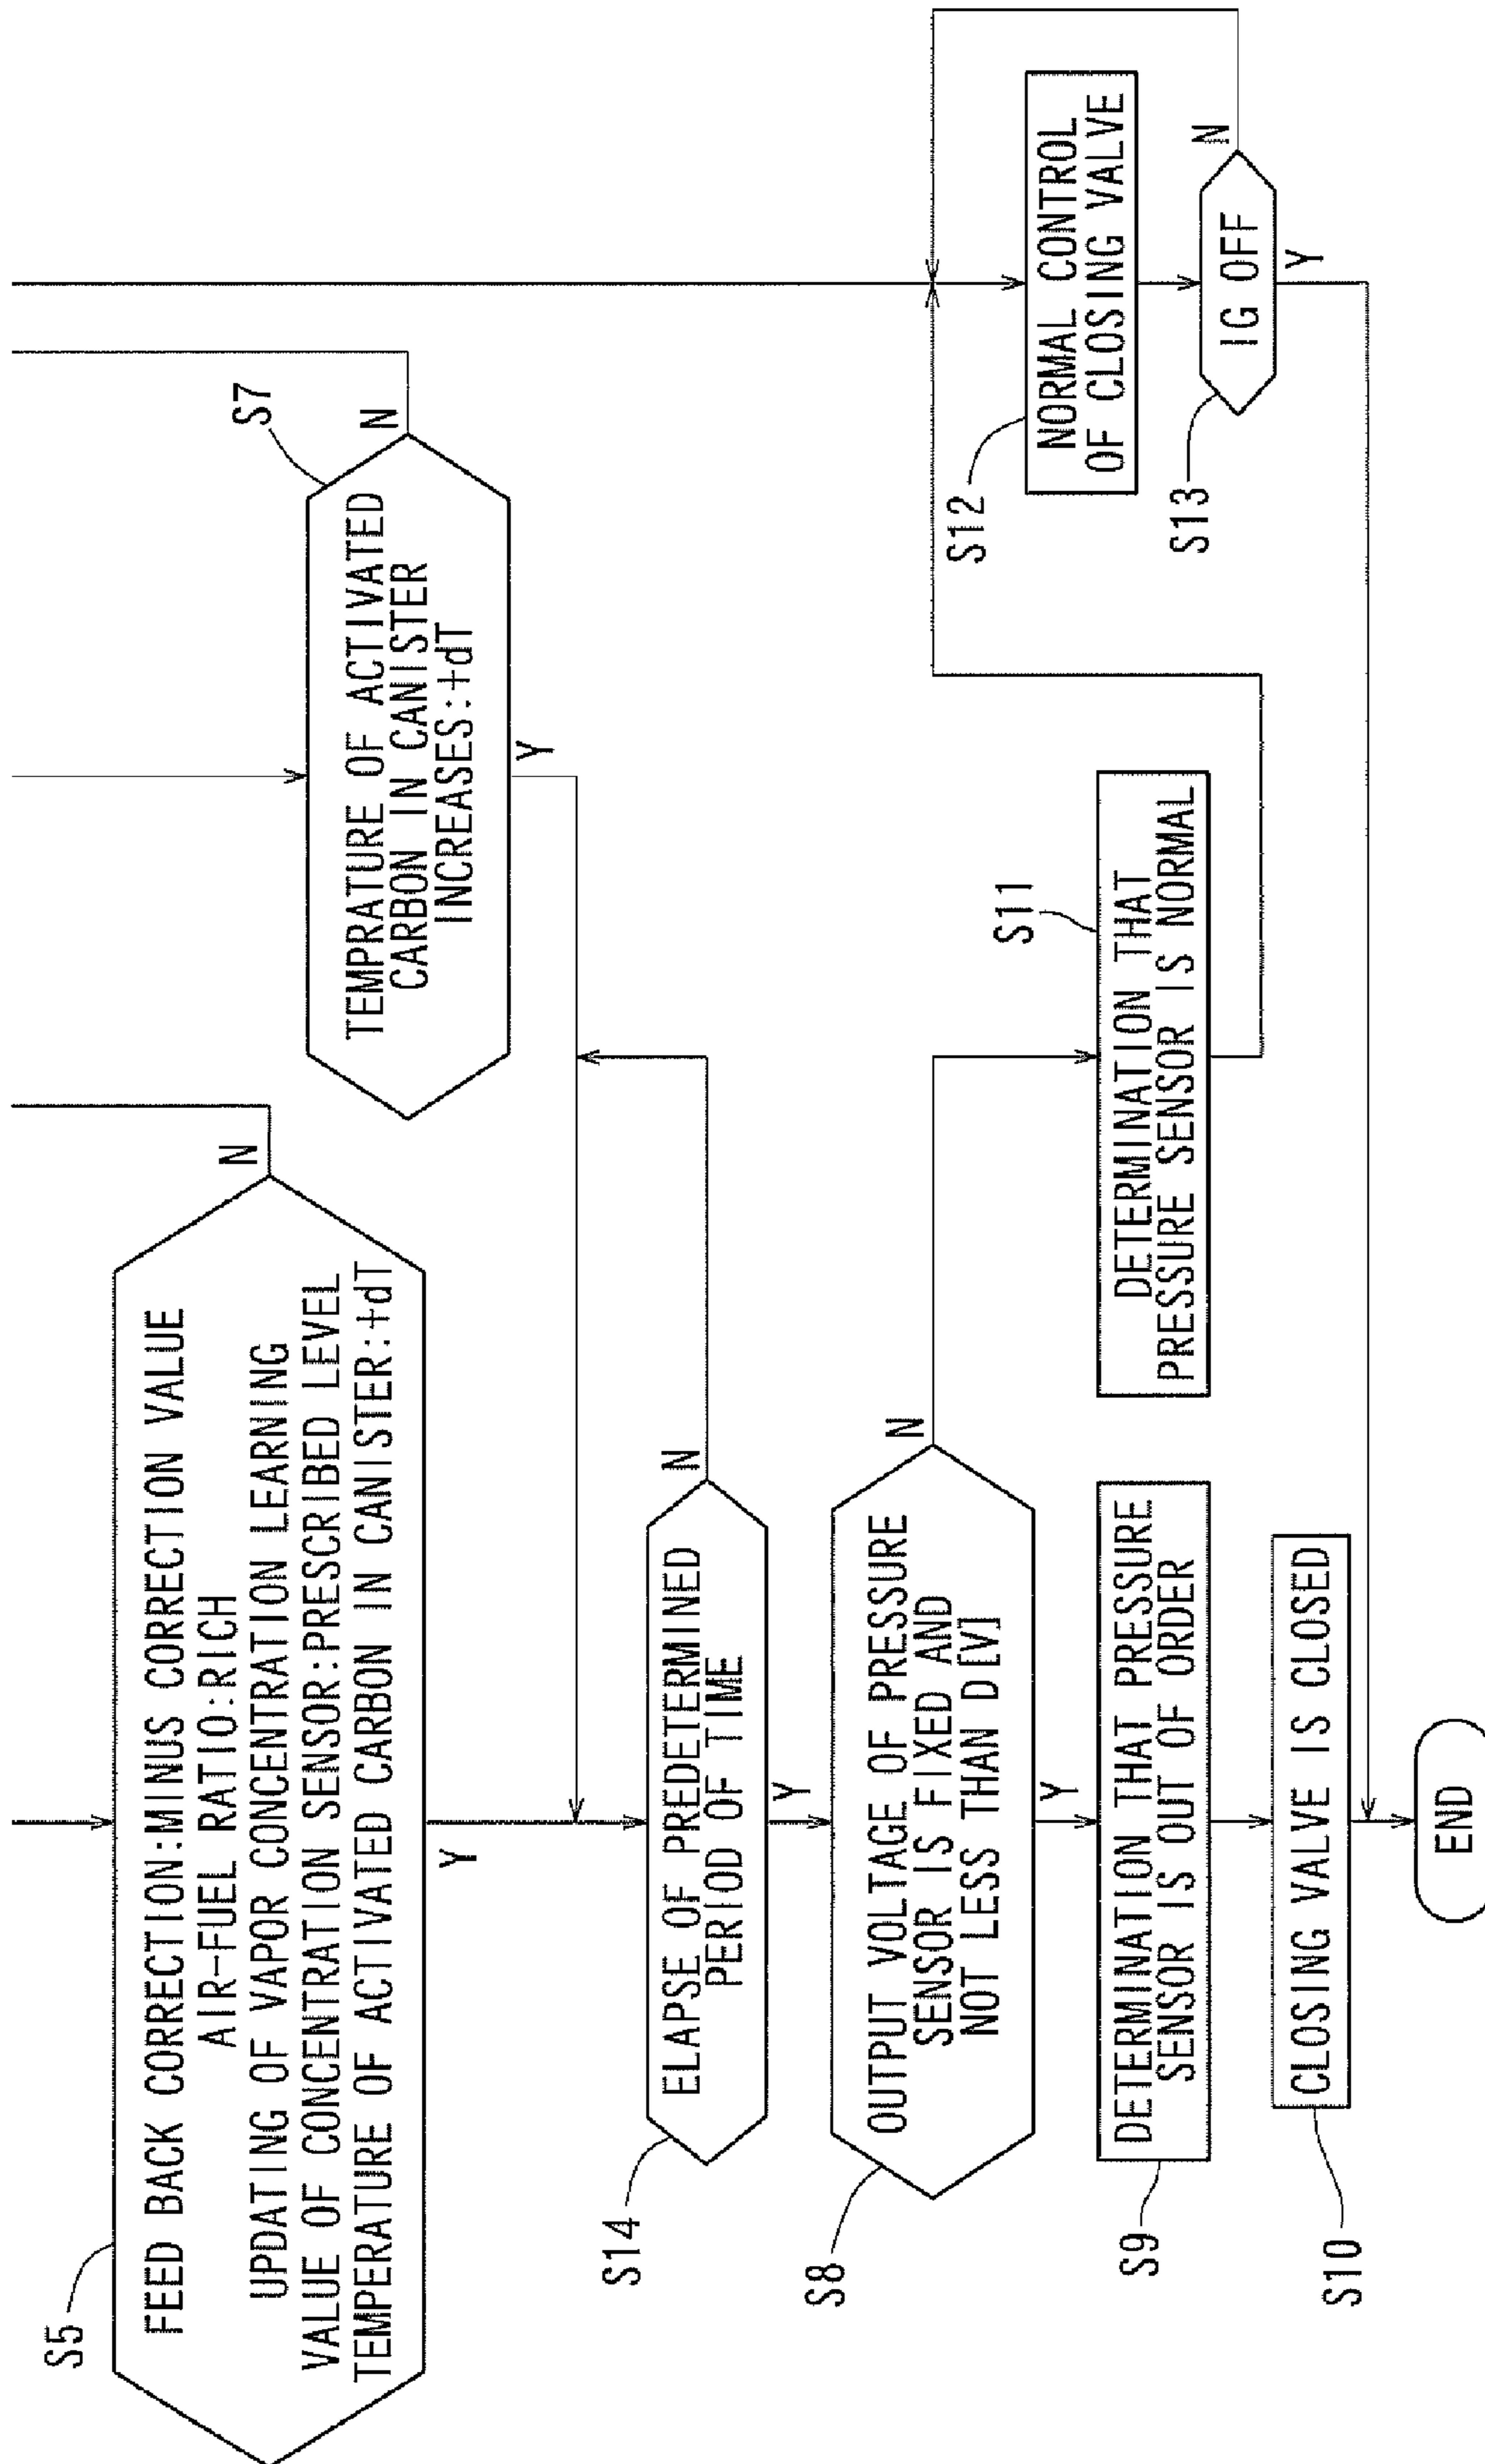 S5
FEED BACK CORRECTION:MINUS CORRECTION VALUE
AIR-FUEL RATIO:RICH
UPDATING OF VAPOR CONCENTRATION LEARNING
VALUE OF CONCENTRATION SENSOR:PRESCRIBED LEVEL
TEMPERATURE OF ACTIVATED CARBON IN CANISTER:+dT
N
Y
S7
TEMPRATURE OF ACTIVATED
CARBON IN CANISTER
INCREASES:+dT
N
Y
S14
ELAPSE OF PREDETERMINED
PERIOD OF TIME
N
Y
S8
OUTPUT VOLTAGE OF PRESSURE
SENSOR IS FIXED AND
NOT LESS THAN D[V]
N
Y
S9
DETERMINATION THAT PRESSURE
SENSOR IS OUT OF ORDER
S11
DETERMINATION THAT
PRESSURE SENSOR IS NORMAL
S12
NORMAL CONTROL
OF CLOSING VALVE
S13
IG OFF
N
Y
S10
CLOSING VALVE IS CLOSED
END